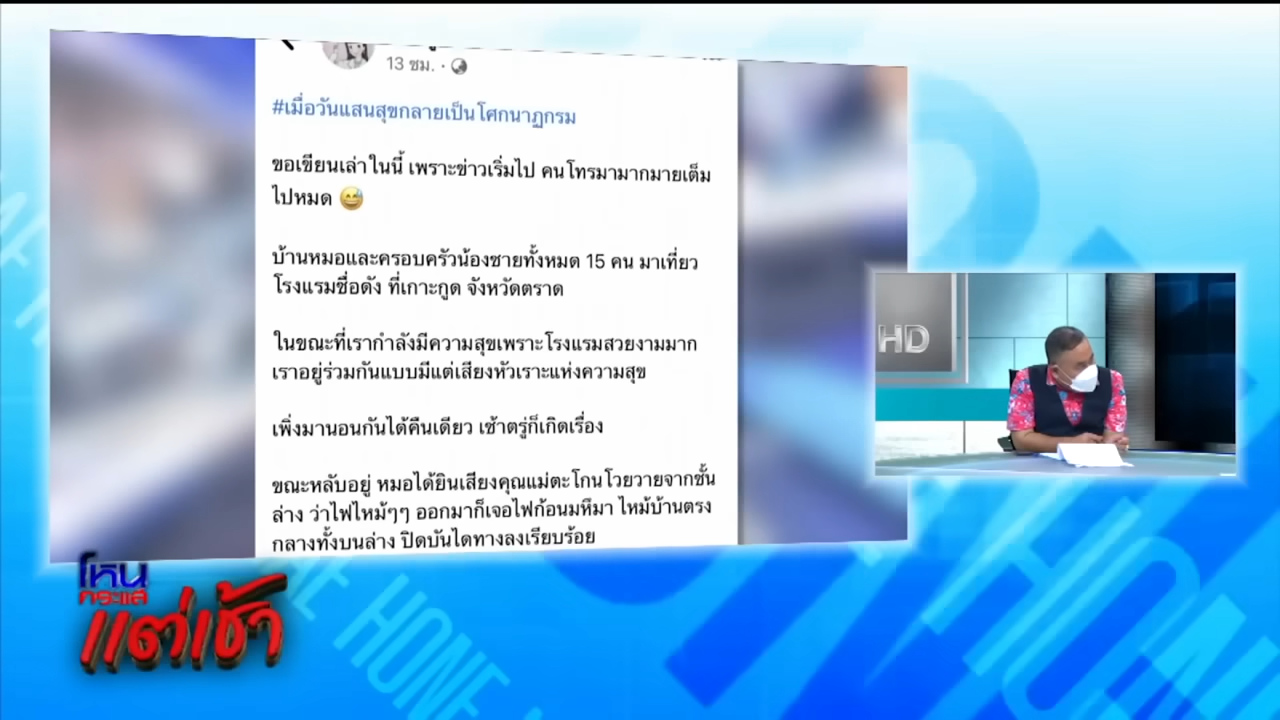 13 ชม.
#เมื่อวันแสนสุขกลายเป็นโศกนาฏกรม
ขอเขียนเล่าในนี้ เพราะข่าวเริ่มไป คนโทรมามากมายเต็ม
ไปหมด 😅
บ้านหมอและครอบครัวน้องชายทั้งหมด 15 คน มาเที่ยว
โรงแรมชื่อดัง ที่เกาะกูด จังหวัดตราด
ในขณะที่เรากำลังมีความสุขเพราะโรงแรมสวยงามมาก
เราอยู่ร่วมกันแบบมีแต่เสียงหัวเราะแห่งความสุข
เพิ่งมานอนกันได้คืนเดียว เช้าตรู่ก็เกิดเรื่อง
ขณะหลับอยู่ หมอได้ยินเสียงคุณแม่ตะโกนโวยวายจากชั้น
ล่าง ว่าไฟไหม้ๆๆ ออกมาก็เจอไฟก้อนมหึมา ไหม้บ้านตรง
กลางทั้งบนล่าง ปิดบันไดทางลงเรียบร้อย
HD
โหน
กระแส
แต่เช้า
THE HONE